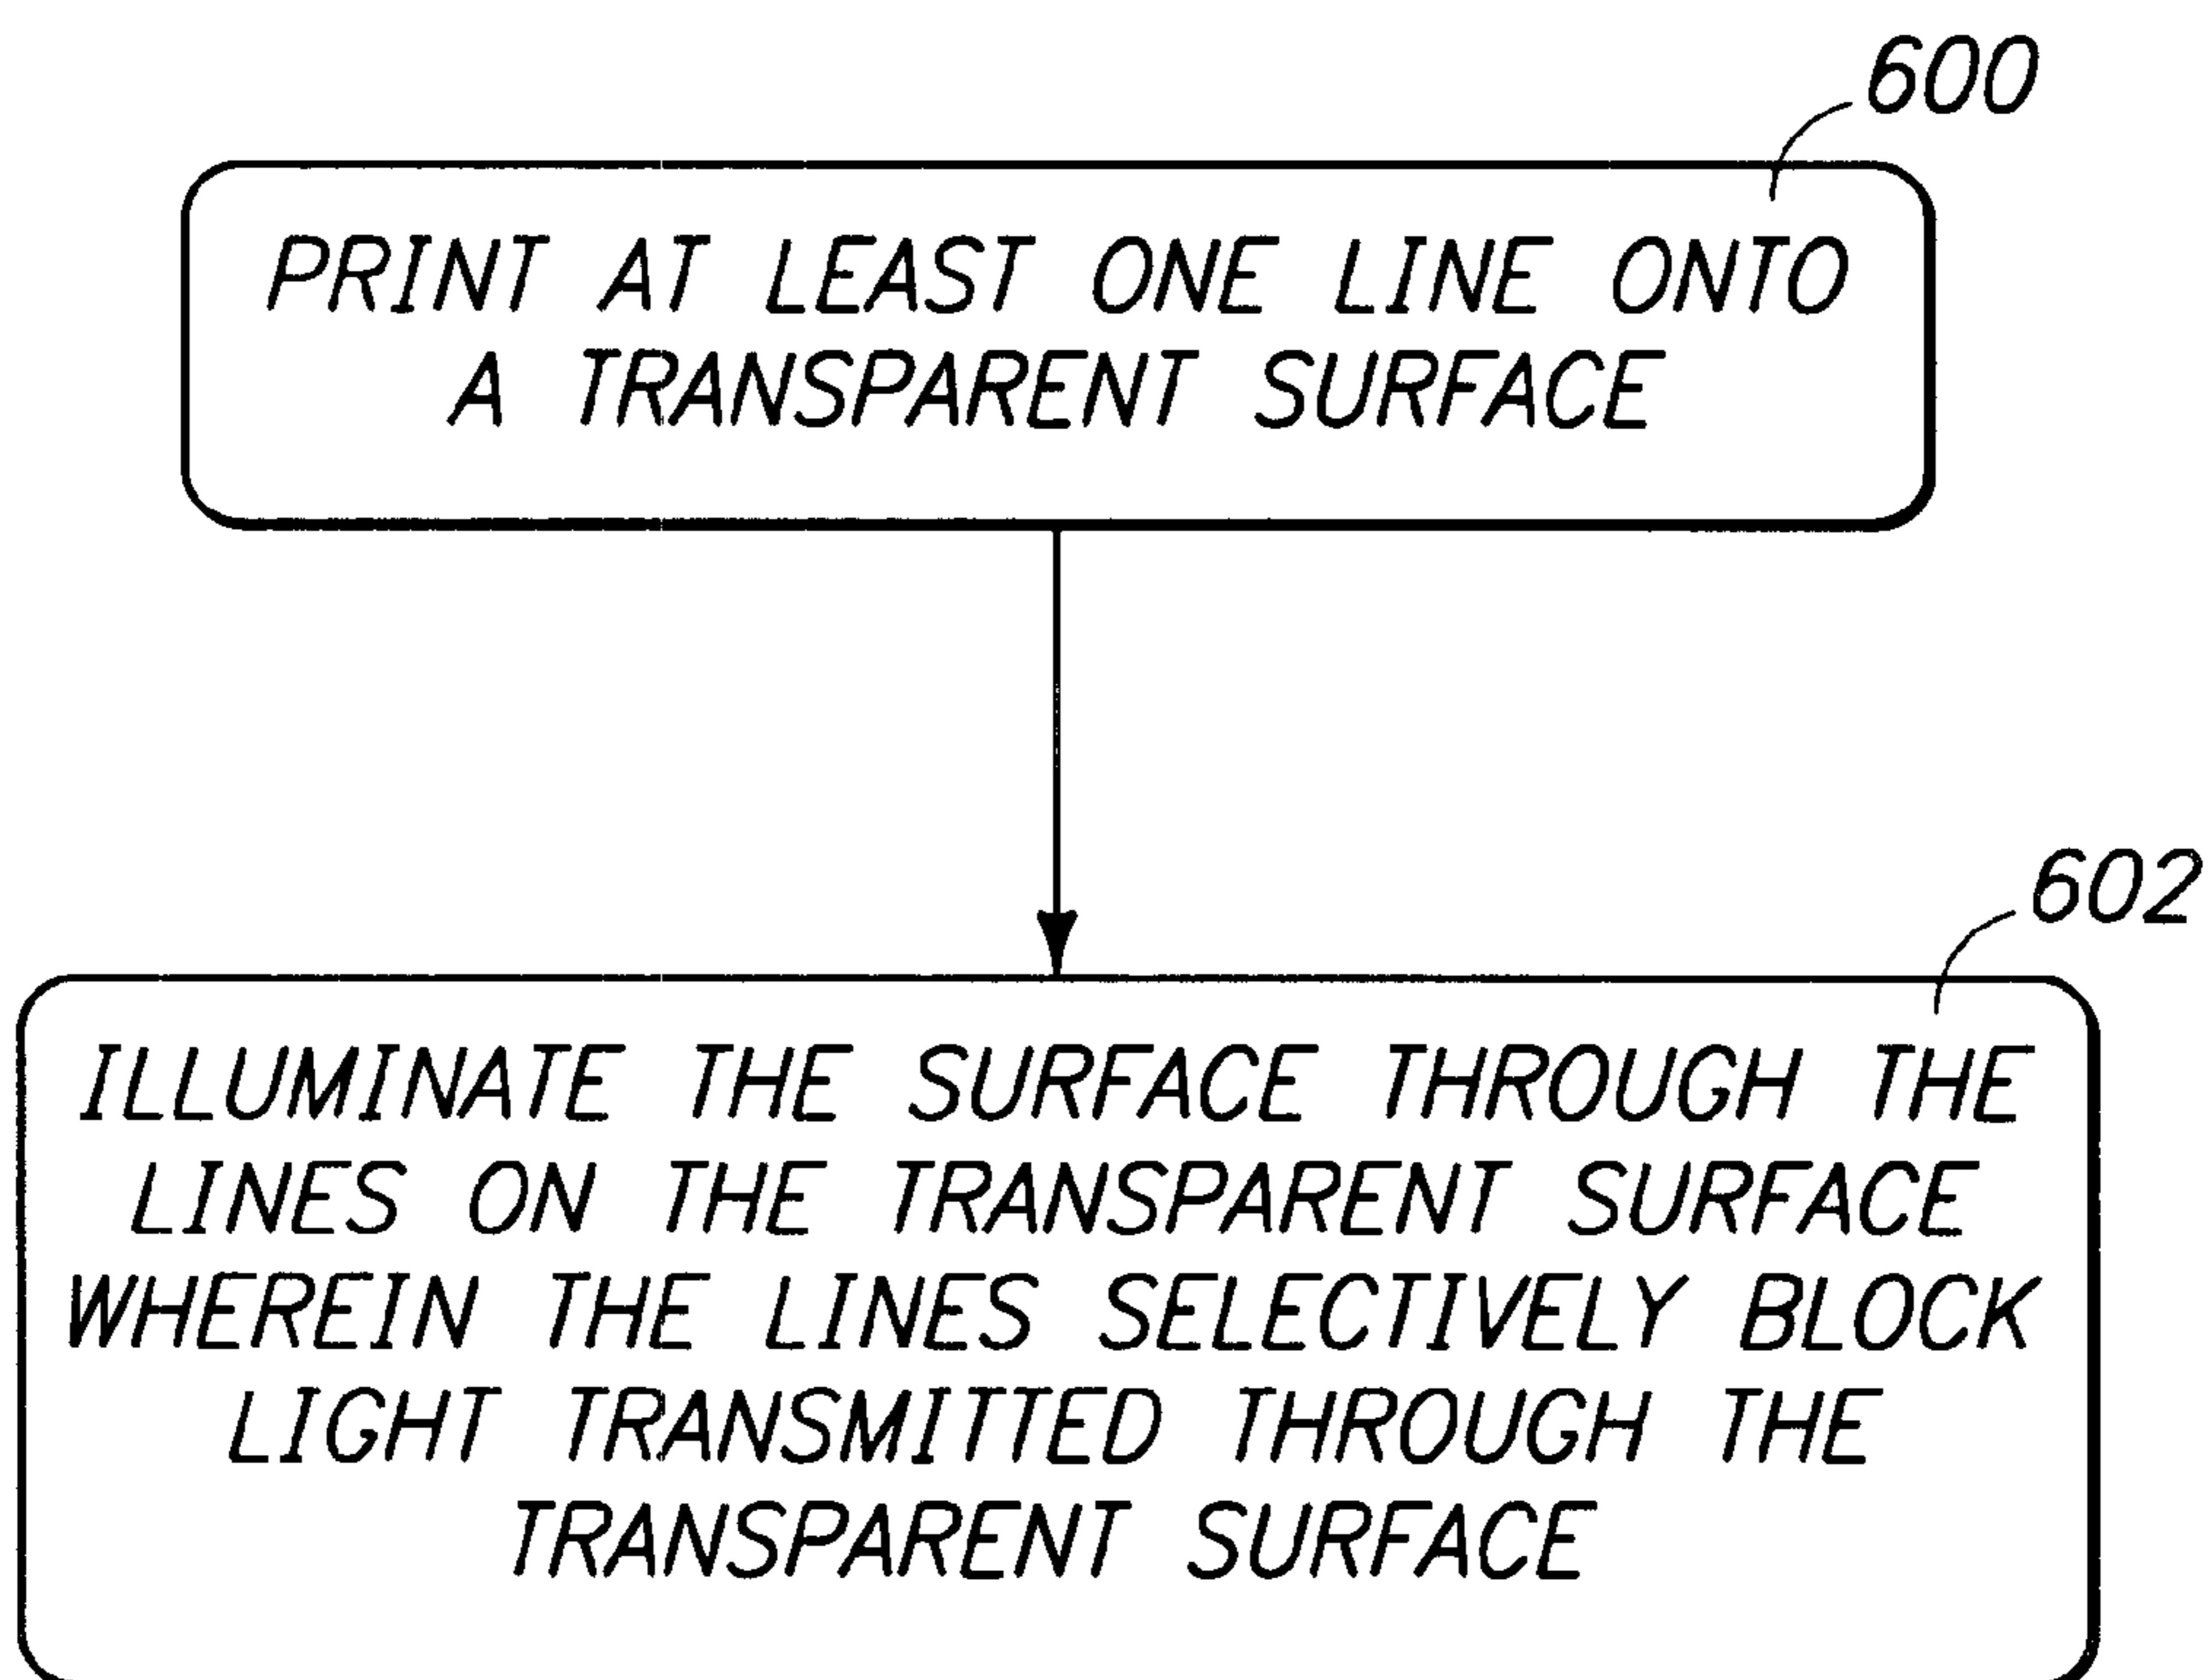 600
PRINT AT LEAST ONE LINE ONTO
A TRANSPARENT SURFACE
602
ILLUMINATE THE SURFACE THROUGH THE
LINES ON THE TRANSPARENT SURFACE
WHEREIN THE LINES SELECTIVELY BLOCK
LIGHT TRANSMITTED THROUGH THE
TRANSPARENT SURFACE